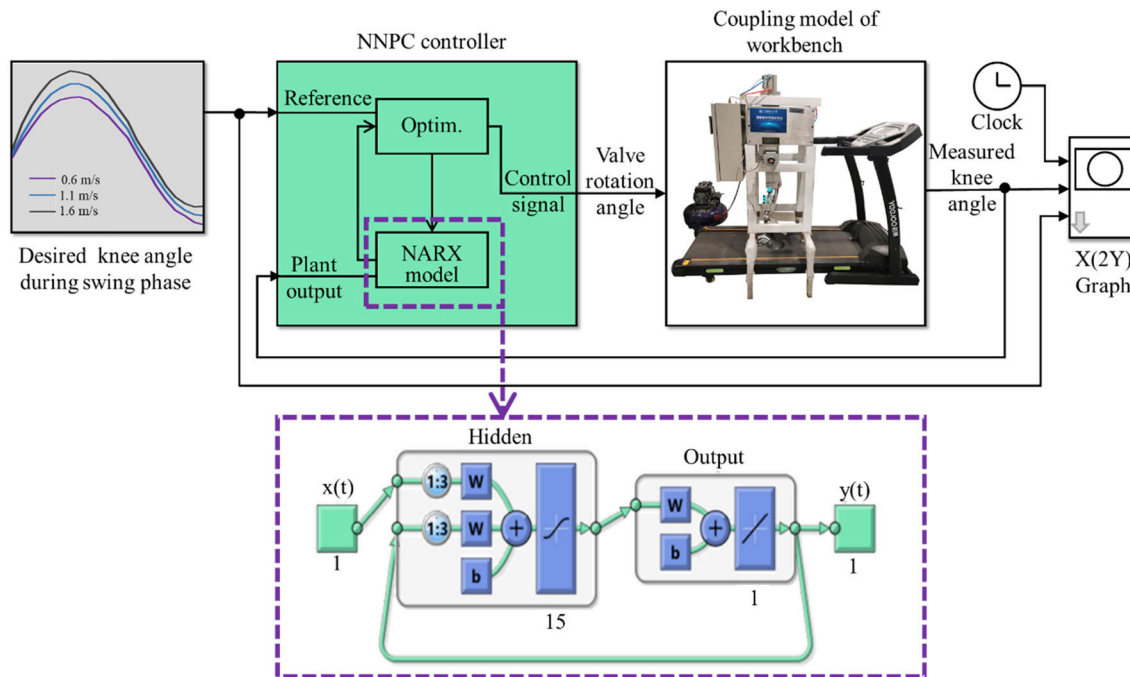 NNPC controller
Coupling model of
workbench
Reference
Optim.
Control
signal
Plant
output
NARX
model
Valve
rotation
angle
Clock
Measured
knee
angle
X(2Y)
Graph
0.6 m/s
1.1 m/s
1.6 m/s
Desired knee angle
during swing phase
Hidden
Output
x(t)
1
1:3
W
1:3
W
b
+
15
W
b
+
1
y(t)
1